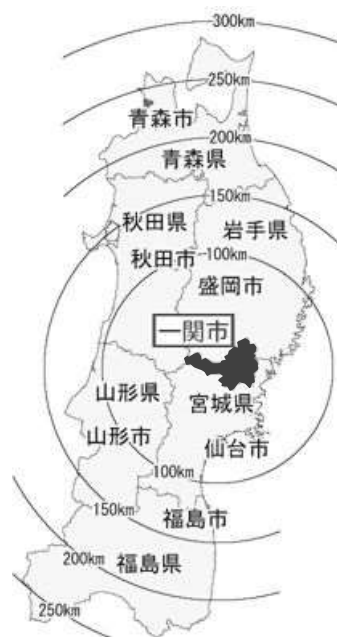 300km
250km
青森市
200km
青森県
150km
秋田県
岩手県
秋田市
100km
盛岡市
一関市
山形県
宮城県
山形市
仙台市
100km
150km
福島市
200km
福島県
250km